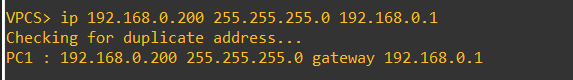 VPCS> ip 192.168.0.200 255.255.255.0 192.168.0.1
Checking for duplicate address...
PC1 : 192.168.0.200 255.255.255.0 gateway 192.168.0.1